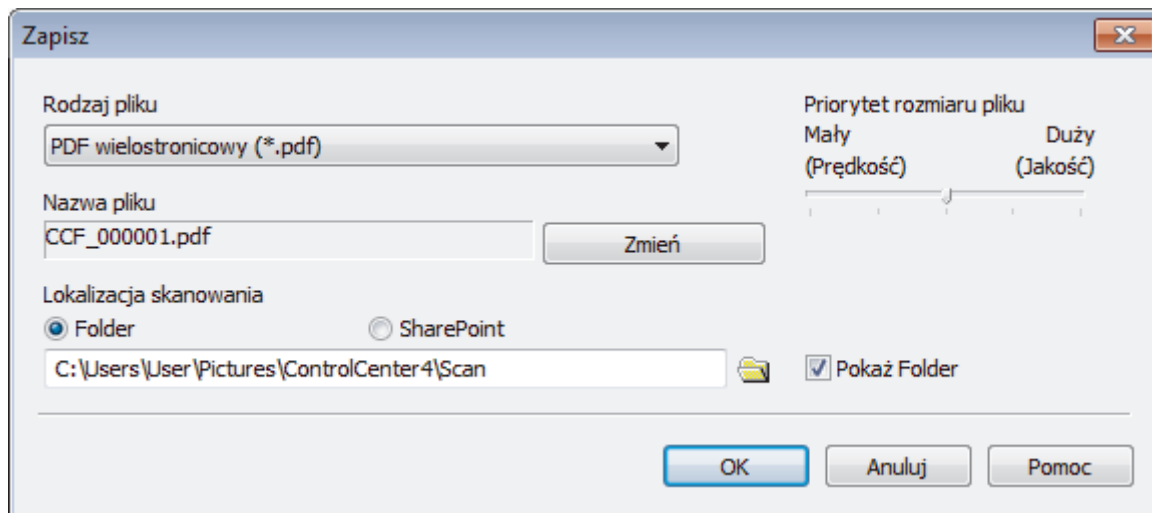 Zapisz
Rodzaj pliku
PDF wielostronicowy (*.pdf)
Nazwa pliku
CCF_000001.pdf
Zmień
Priorytet rozmiaru pliku
Mały Duży
(Prędkość) (Jakość)
Lokalizacja skanowania
Folder SharePoint
C:\Users\User\Pictures\ControlCenter4\Scan
Pokaż Folder
OK Anuluj Pomoc